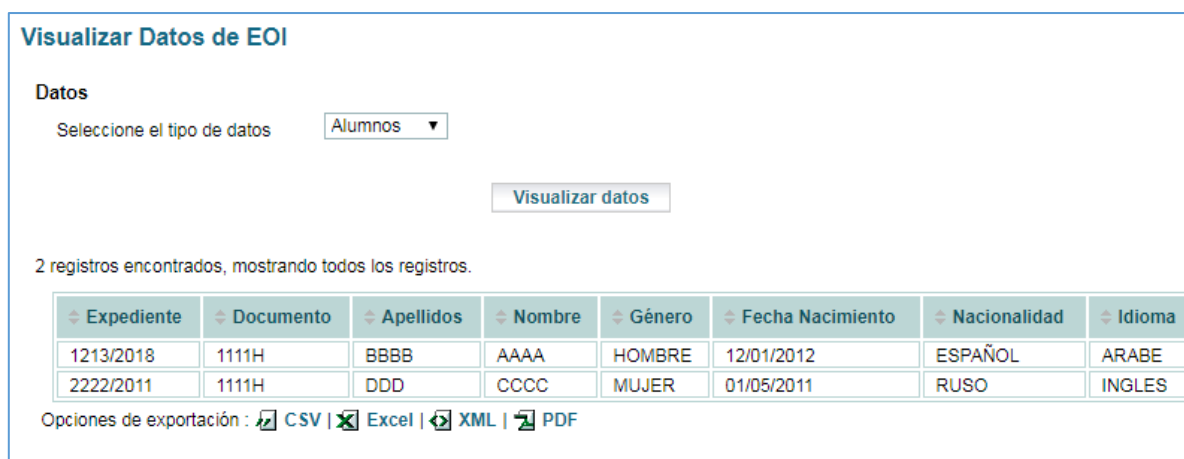 Visualizar Datos de EOI
Datos
Seleccione el tipo de datos Alumnos
Visualizar datos
2 registros encontrados, mostrando todos los registros.
Expediente Documento Apellidos Nombre Género Fecha Nacimiento Nacionalidad Idioma
1213/2018 1111H BBBB AAAA HOMBRE 12/01/2012 ESPAÑOL ARABE
2222/2011 1111H DDD CCCC MUJER 01/05/2011 RUSO INGLES
Opciones de exportación : CSV | Excel | XML | PDF